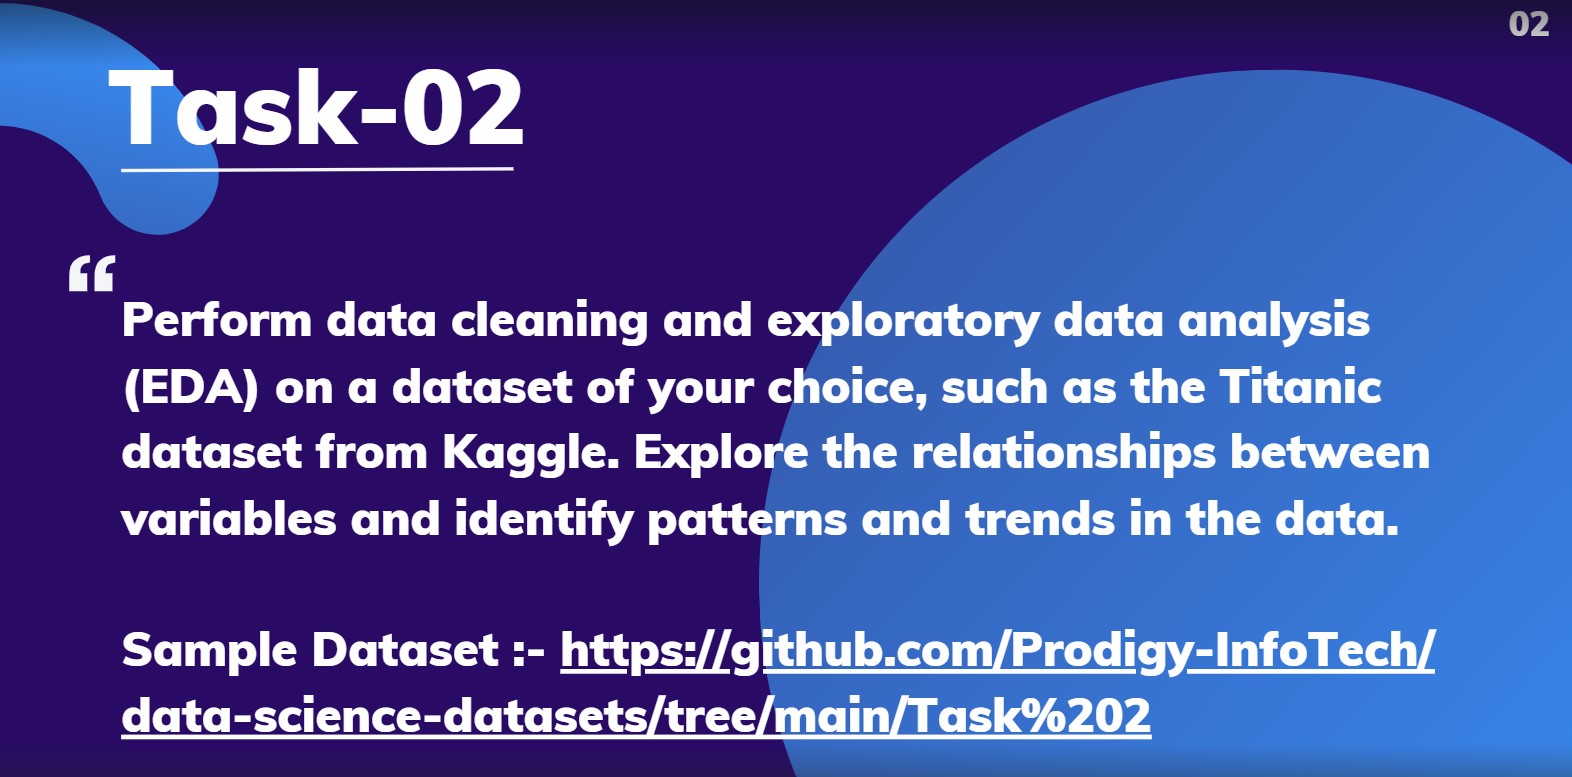 02
Task-02
“
Perform data cleaning and exploratory data analysis
(EDA) on a dataset of your choice, such as the Titanic
dataset from Kaggle. Explore the relationships between
variables and identify patterns and trends in the data.
Sample Dataset :- https://github.com/Prodigy-InfoTech/
data-science-datasets/tree/main/Task%202